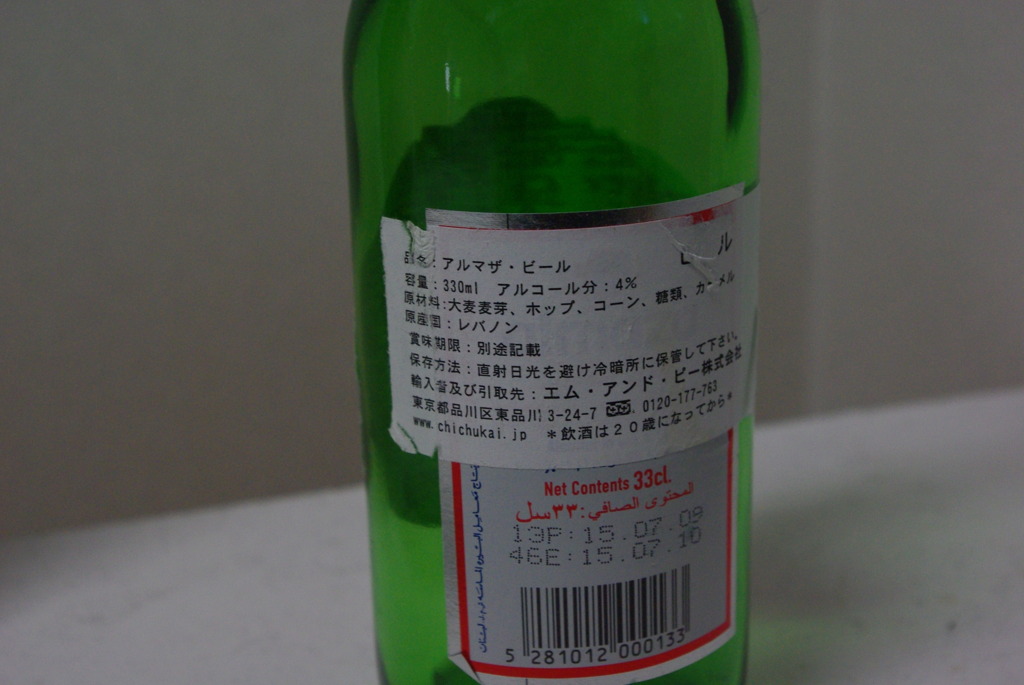 ビール
品名：アルマザ・ビール
容量：330ml　アルコール分：4%
原材料：大麦麦芽、ホップ、コーン、糖類、カラメル
原産国：レバノン
賞味期限：別途記載
保存方法：直射日光を避け冷暗所に保管して下さい。
輸入者及び引取先：エム・アンド・ピー株式会社
東京都品川区東品川 3-24-7　0120-177-763
www.chichukai.jp　＊飲酒は２０歳になってから＊
Net Contents 33cl.
المحتوى الصافي: ٣٣سل
13P:15.07.09
46E:15.07.10
5 281012 000133